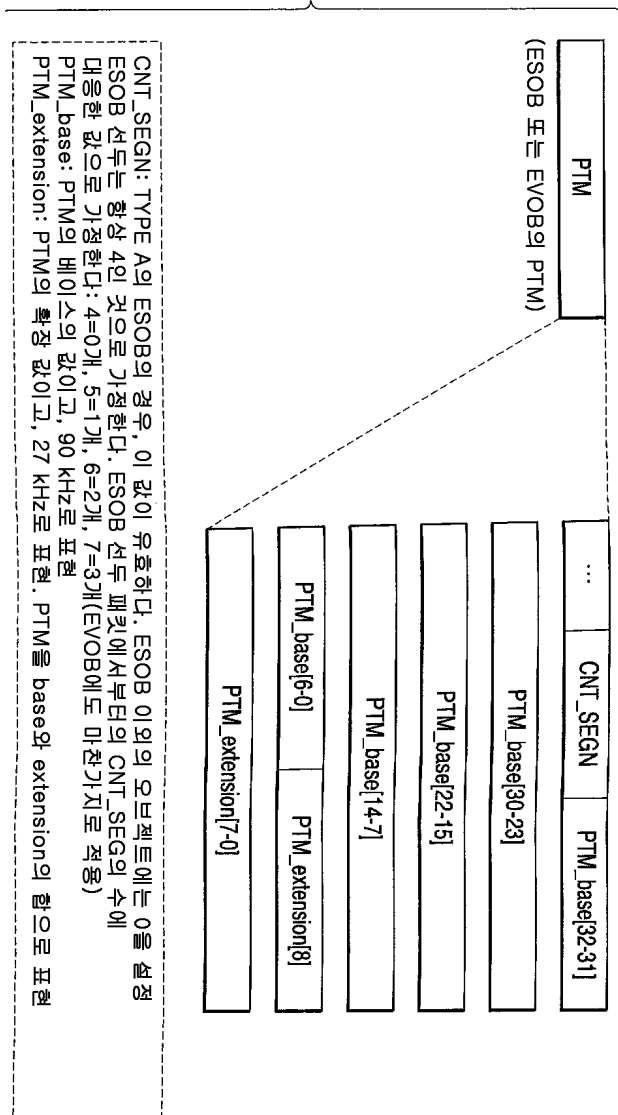 PTM
(ESOB 또는 EVOB의 PTM)
... CNT_SEGN PTM_base[32-31]
PTM_base[30-23]
PTM_base[22-15]
PTM_base[14-7]
PTM_base[6-0] PTM_extension[8]
PTM_extension[7-0]
CNT_SEGN: TYPE A의 ESOB의 경우, 이 값이 유효하다. ESOB 이외의 오브젝트에는 0을 설정
ESOB 선두는 항상 4인 것으로 가정한다. ESOB 선두 패킷에서부터의 CNT_SEG의 수에
대응한 값으로 가정한다: 4=0개, 5=1개, 6=2개, 7=3개(EVOB에도 마찬가지로 적용)
PTM_base: PTM의 베이스의 값이고, 90 kHz로 표현
PTM_extension: PTM의 확장 값이고, 27 kHz로 표현. PTM을 base와 extension의 합으로 표현